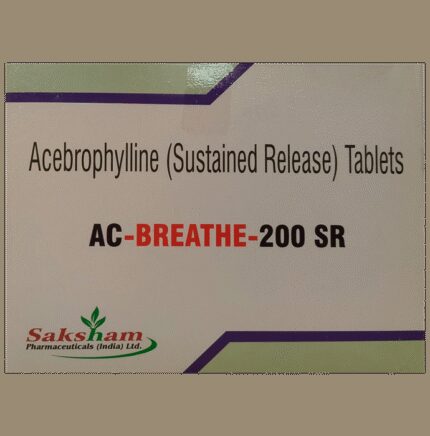 Acebrophylline (Sustained Release) Tablets
AC-BREATHE-200 SR
Saksham
Pharmaceuticals (India) Ltd.